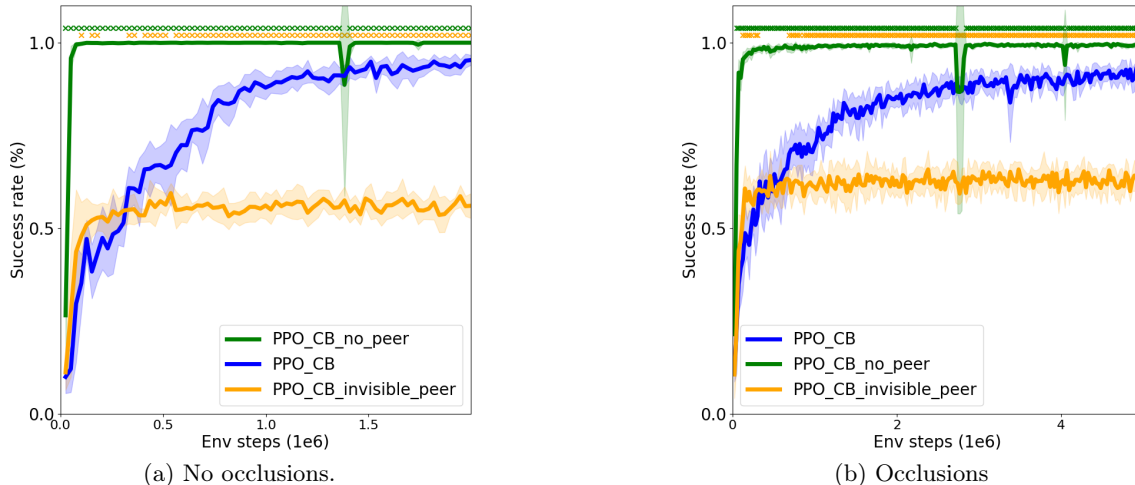 1.0
0.5
0.0
Success rate (%)
PPO_CB_no_peer
PPO_CB
PPO_CB_invisible_peer
0.0
0.5
1.0
1.5
Env steps (1e6)
(a) No occlusions.
1.0
0.5
0.0
Success rate (%)
PPO_CB
PPO_CB_no_peer
PPO_CB_invisible_peer
0
2
4
Env steps (1e6)
(b) Occlusions